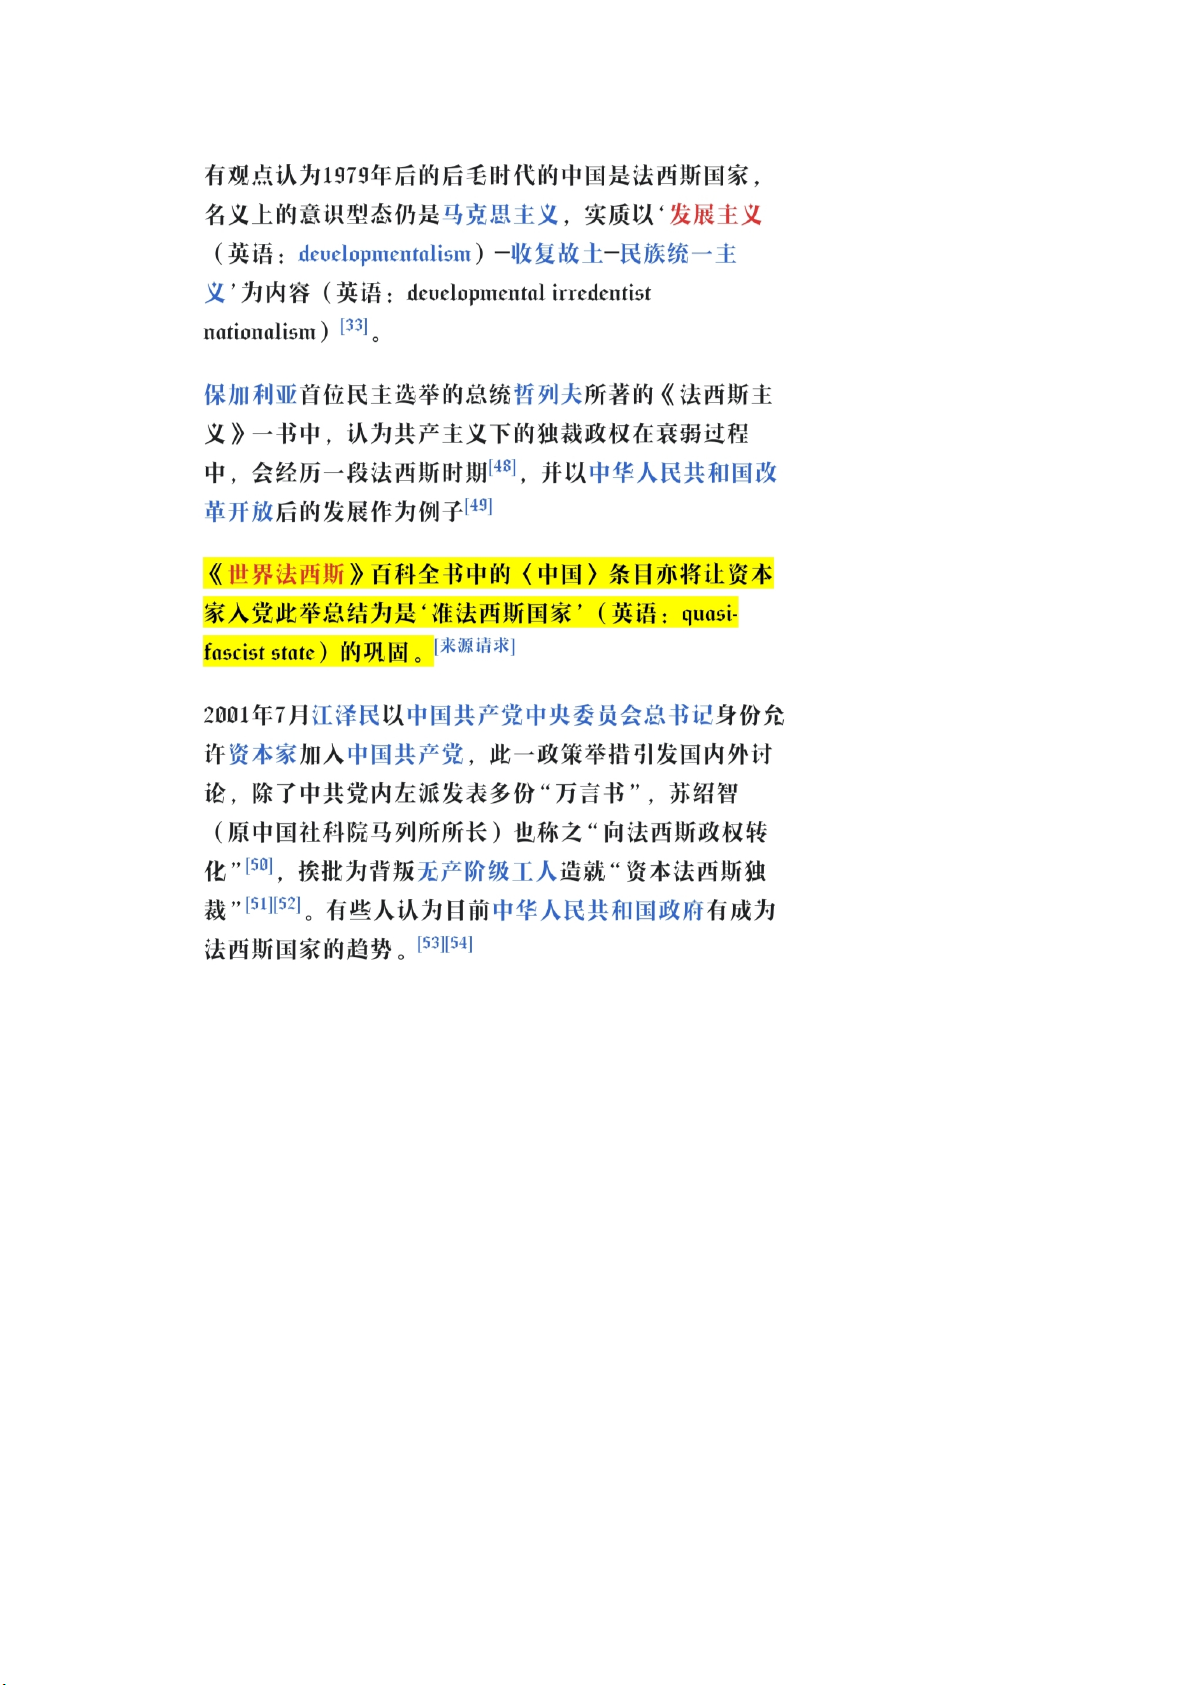 有观点认为1979年后的后毛时代的中国是法西斯国家，
名义上的意识型态仍是马克思主义，实质以‘发展主义
（英语：developmentalism）—收复故土—民族统一主
义’为内容（英语：developmental irredentist
nationalism）[33]。
保加利亚首位民主选举的总统哲列夫所著的《法西斯主
义》一书中，认为共产主义下的独裁政权在衰弱过程
中，会经历一段法西斯时期[48]，并以中华人民共和国改
革开放后的发展作为例子[49]
《世界法西斯》百科全书中的〈中国〉条目亦将让资本
家入党此举总结为是‘准法西斯国家’（英语：quasi-
fascist state）的巩固。[来源请求]
2001年7月江泽民以中国共产党中央委员会总书记身份允
许资本家加入中国共产党，此一政策举措引发国内外讨
论，除了中共党内左派发表多份“万言书”，苏绍智
（原中国社科院马列所所长）也称之“向法西斯政权转
化”[50]，挨批为背叛无产阶级工人造就“资本法西斯独
裁”[51][52]。有些人认为目前中华人民共和国政府有成为
法西斯国家的趋势。[53][54]